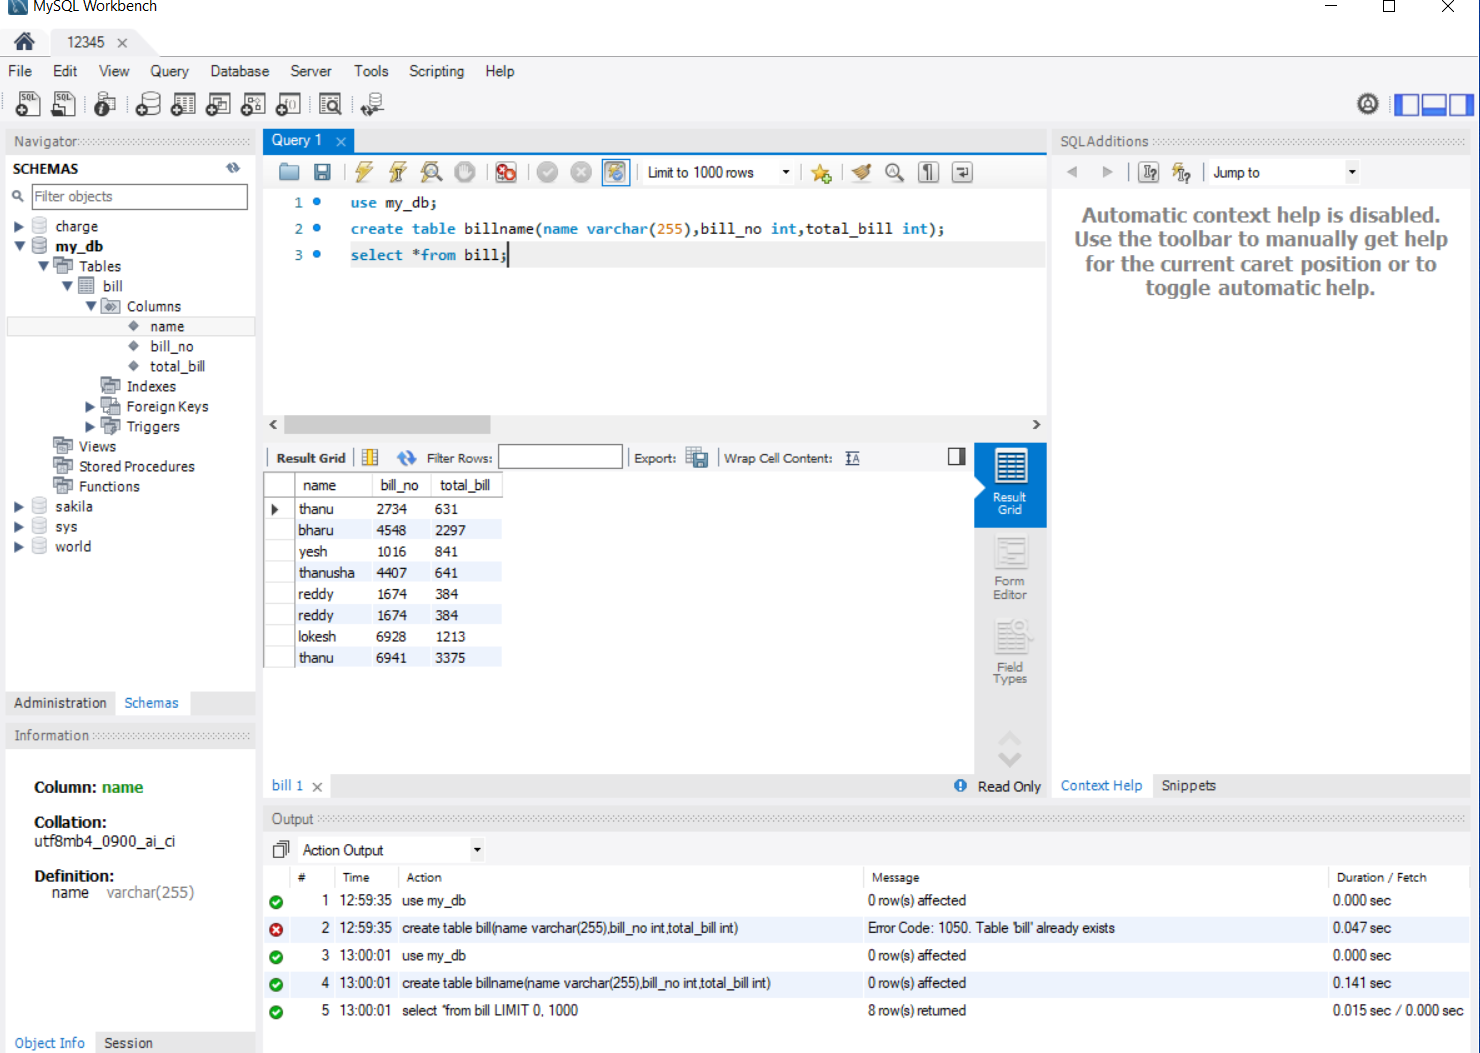 MySQL Workbench
12345
File Edit View Query Database Server Tools Scripting Help
Navigator
SCHEMAS
Filter objects
charge
my_db
Tables
bill
Columns
name
bill_no
total_bill
Indexes
Foreign Keys
Triggers
Views
Stored Procedures
Functions
sakila
sys
world
Administration Schemas
Information
Column: name
Collation:
utf8mb4_0900_ai_ci
Definition:
name varchar(255)
Object Info Session
Query 1
Limit to 1000 rows
1 use my_db;
2 create table billname(name varchar(255),bill_no int,total_bill int);
3 select *from bill;
Result Grid Filter Rows: Export: Wrap Cell Content:
name bill_no total_bill
thanu 2734 631
bharu 4548 2297
yesh 1016 841
thanusha 4407 641
reddy 1674 384
reddy 1674 384
lokesh 6928 1213
thanu 6941 3375
Result
Grid
Form
Editor
Field
Types
bill 1 Read Only
SQLAdditions
Jump to
Automatic context help is disabled.
Use the toolbar to manually get help
for the current caret position or to
toggle automatic help.
Context Help Snippets
Output
Action Output
# Time Action Message Duration / Fetch
1 12:59:35 use my_db 0 row(s) affected 0.000 sec
2 12:59:35 create table bill(name varchar(255),bill_no int,total_bill int) Error Code: 1050. Table 'bill' already exists 0.047 sec
3 13:00:01 use my_db 0 row(s) affected 0.000 sec
4 13:00:01 create table billname(name varchar(255),bill_no int,total_bill int) 0 row(s) affected 0.141 sec
5 13:00:01 select *from bill LIMIT 0, 1000 8 row(s) returned 0.015 sec / 0.000 sec